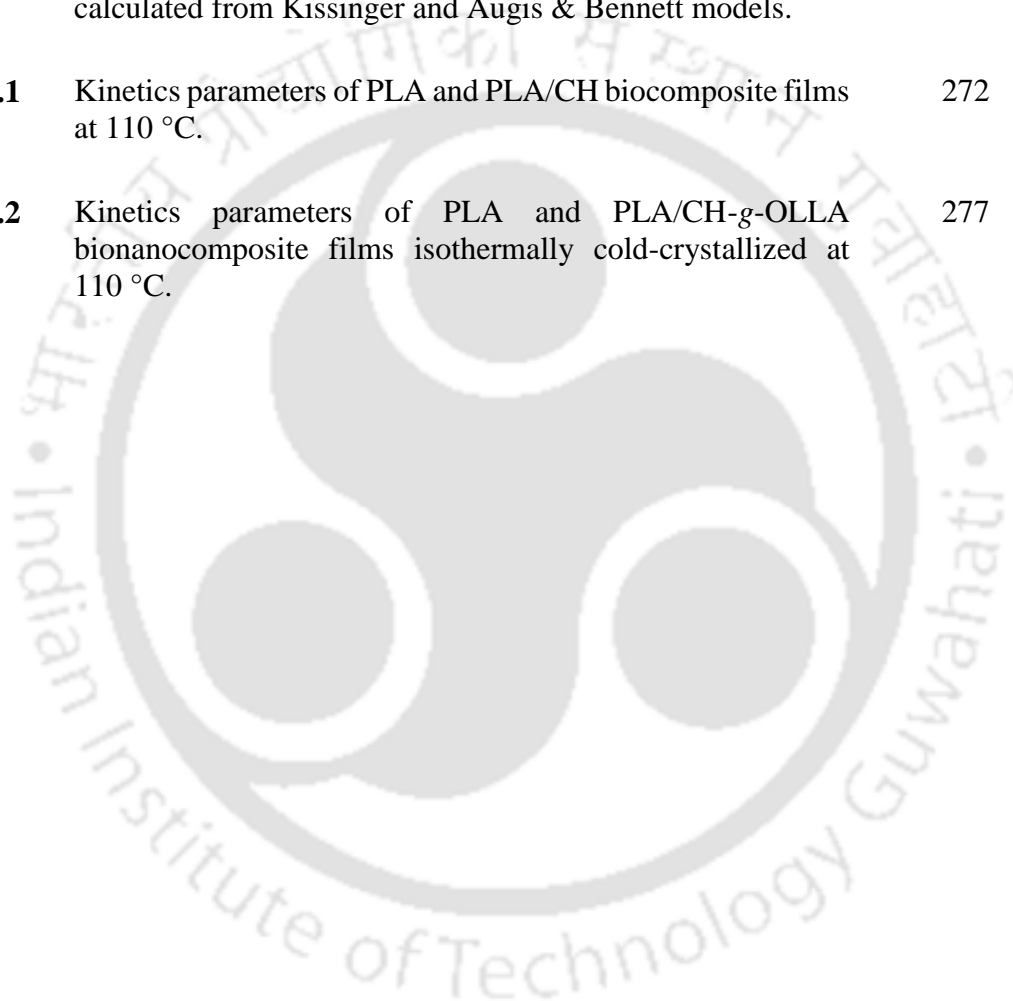 calculated from Kissinger and Augis & Bennett models.
.1 Kinetics parameters of PLA and PLA/CH biocomposite films 272
at 110 °C.
.2 Kinetics parameters of PLA and PLA/CH-g-OLLA 277
bionanocomposite films isothermally cold-crystallized at
110 °C.
Indian Institute of Technology Guwahati